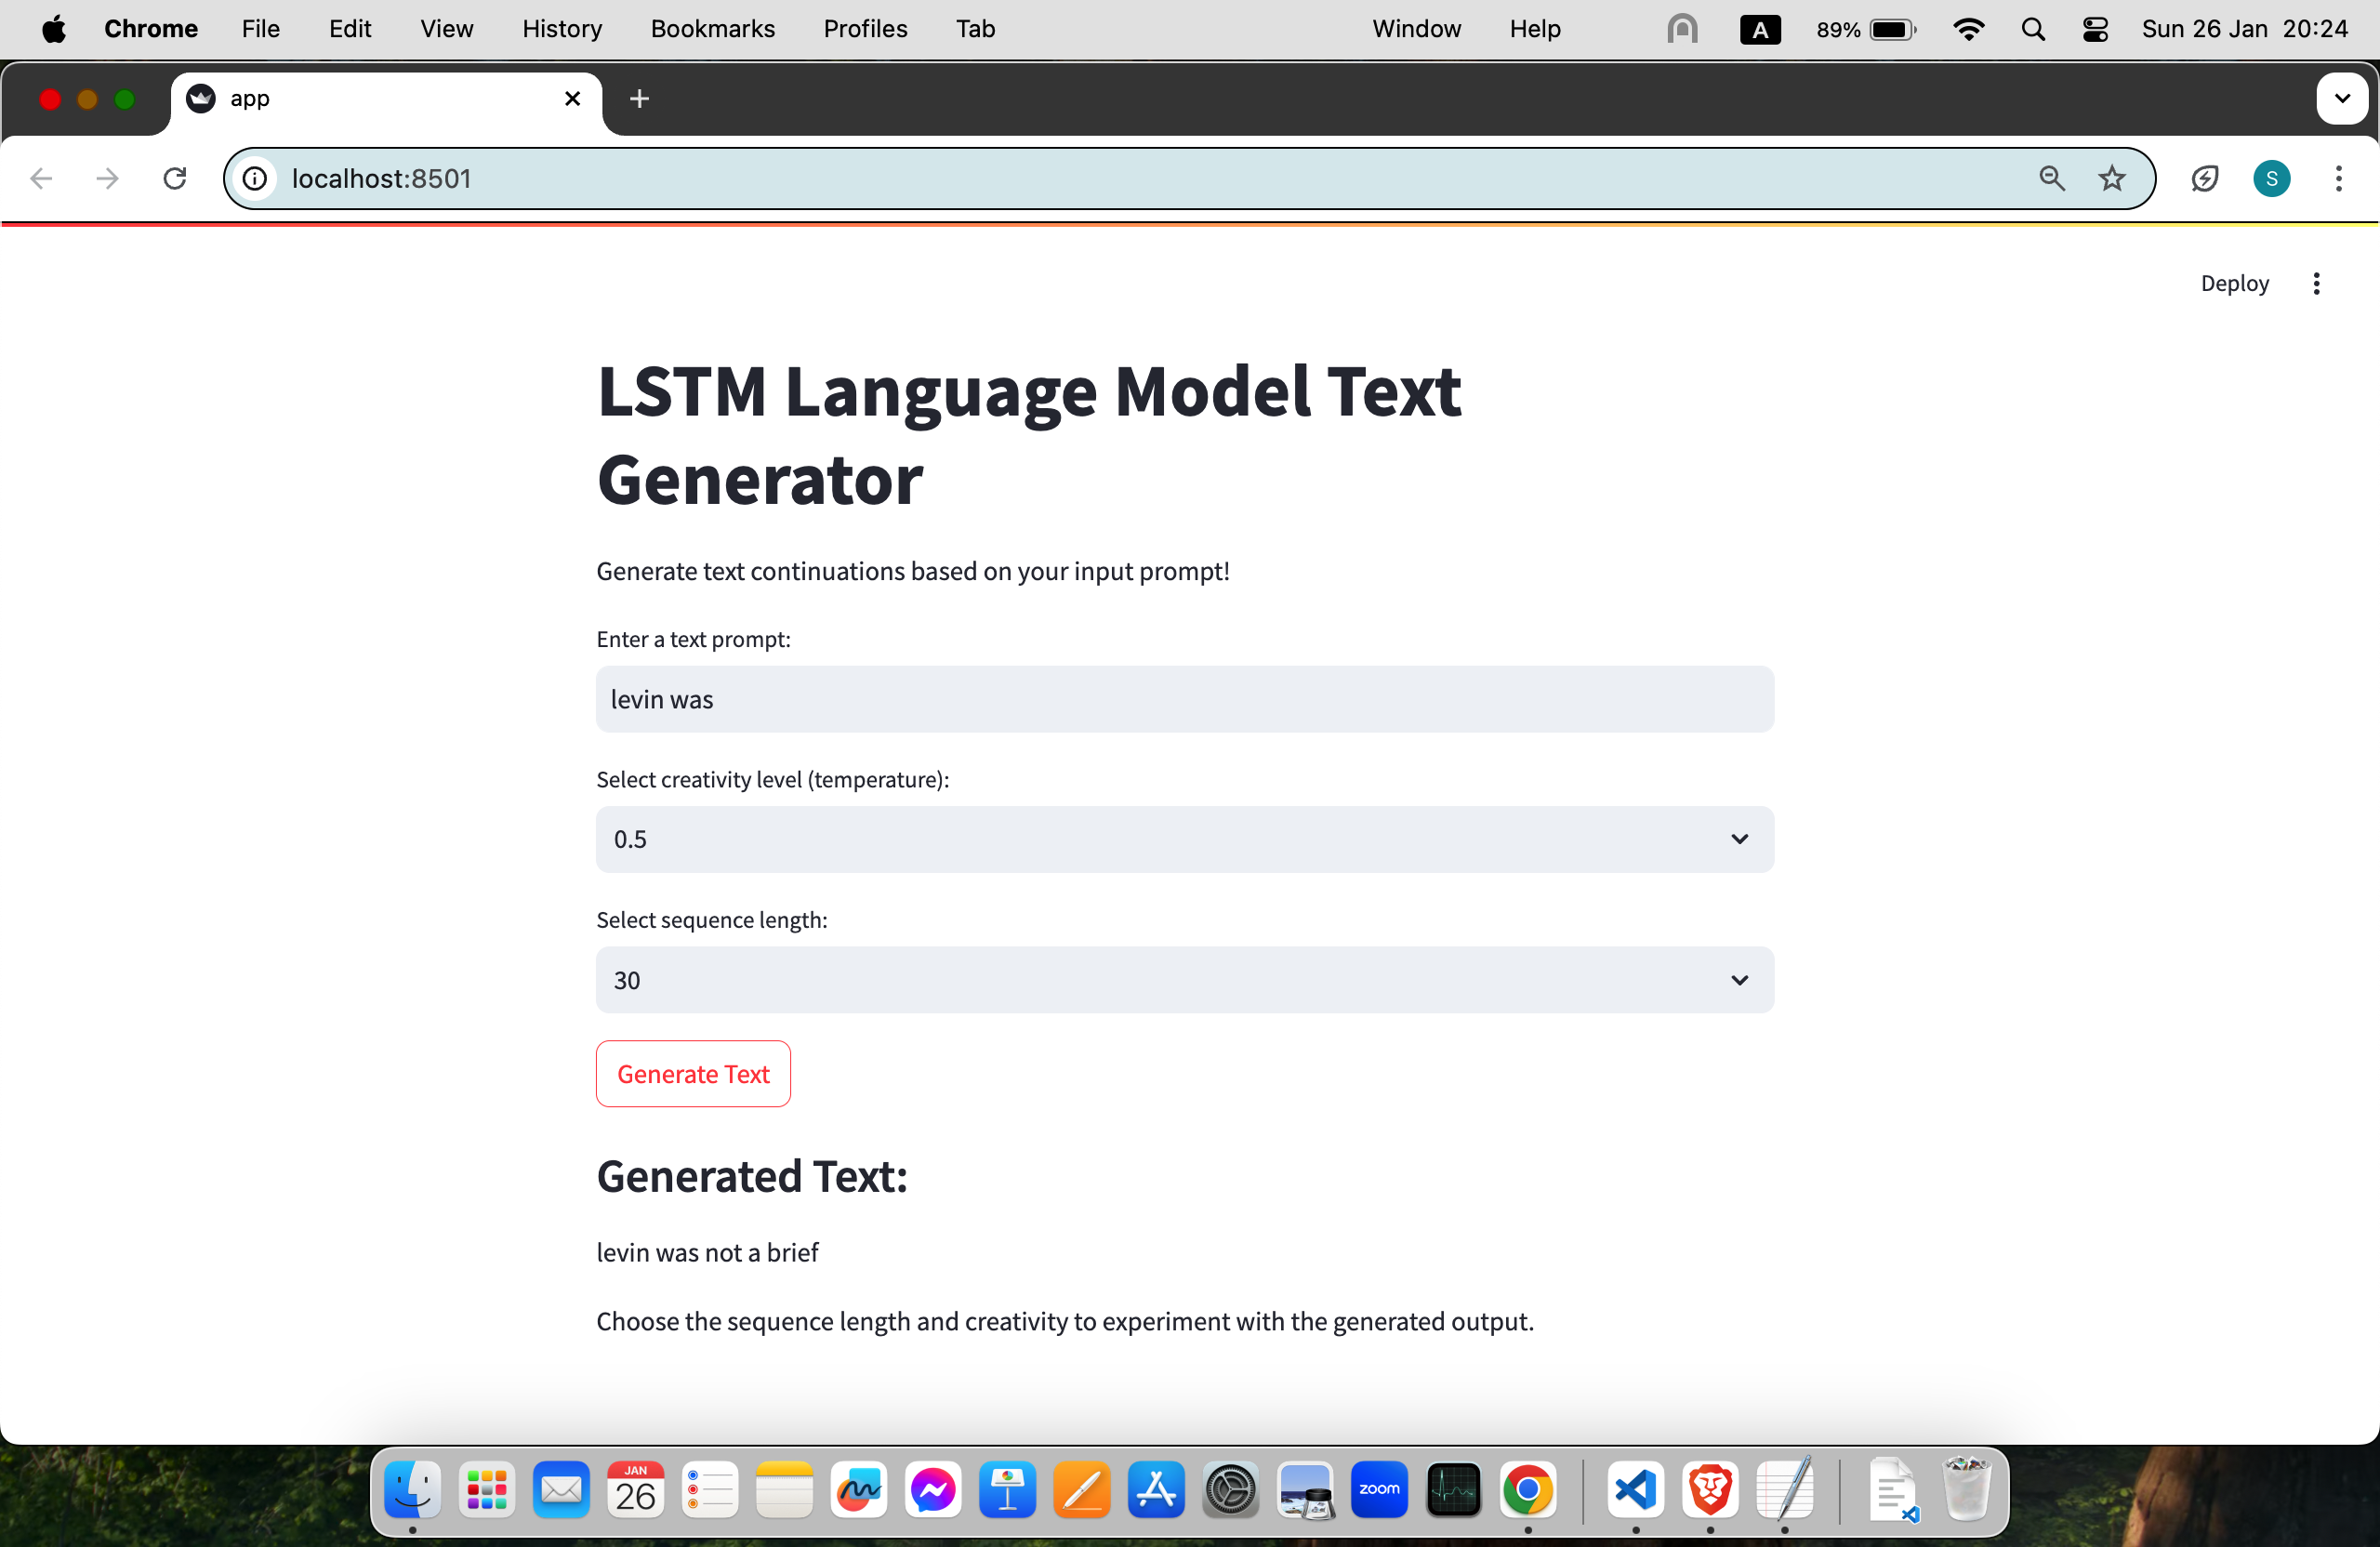 Chrome File Edit View History Bookmarks Profiles Tab Window Help A 89% Sun 26 Jan 20:24
app
localhost:8501 S
Deploy
LSTM Language Model Text
Generator
Generate text continuations based on your input prompt!
Enter a text prompt:
levin was
Select creativity level (temperature):
0.5
Select sequence length:
30
Generate Text
Generated Text:
levin was not a brief
Choose the sequence length and creativity to experiment with the generated output.
JAN
26
zoom